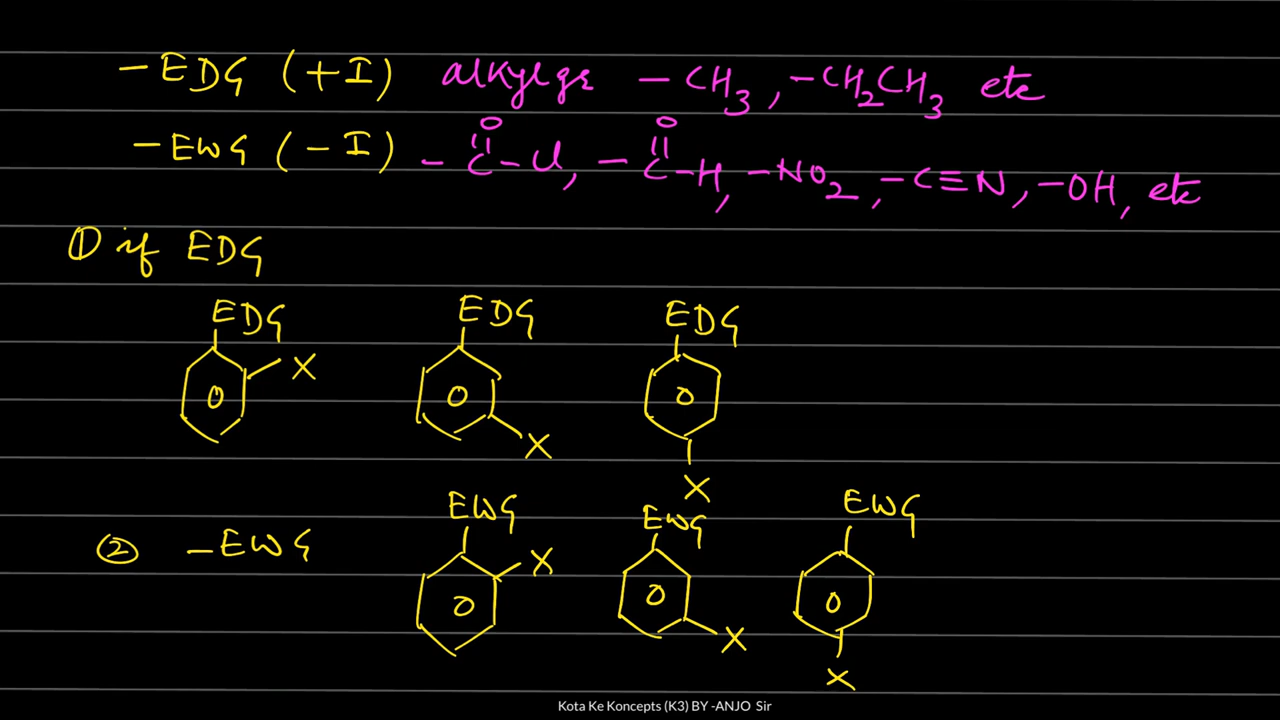 -EDG (+I) alkyl gr -CH3, -CH2CH3 etc
-EWG (-I) -C(=O)-Cl, -C(=O)-H, -NO2, -C≡N, -OH, etc
① if EDG
EDG EDG EDG
X
X
X
② -EWG
EWG EWG EWG
X
X
X
Kota Ke Koncepts (K3) BY -ANJO Sir